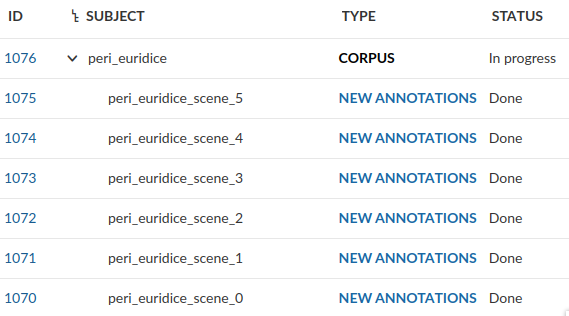 ID SUBJECT TYPE STATUS
1076 peri_euridice CORPUS In progress
1075 peri_euridice_scene_5 NEW ANNOTATIONS Done
1074 peri_euridice_scene_4 NEW ANNOTATIONS Done
1073 peri_euridice_scene_3 NEW ANNOTATIONS Done
1072 peri_euridice_scene_2 NEW ANNOTATIONS Done
1071 peri_euridice_scene_1 NEW ANNOTATIONS Done
1070 peri_euridice_scene_0 NEW ANNOTATIONS Done